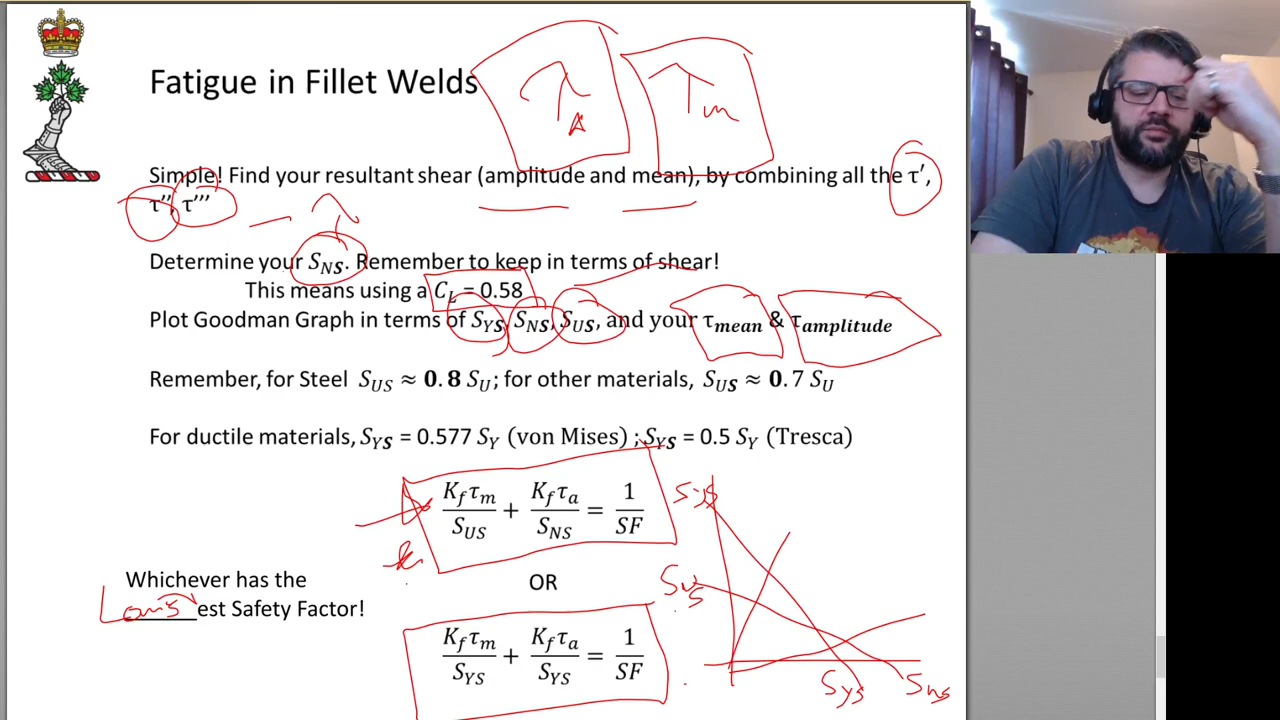 Fatigue in Fillet Welds
τ_A τ_m
Simple! Find your resultant shear (amplitude and mean), by combining all the τ′,
τ″, τ‴
Determine your S_NS. Remember to keep in terms of shear!
This means using a C_L = 0.58
Plot Goodman Graph in terms of S_YS, S_NS, S_US, and your τ_mean & τ_amplitude
Remember, for Steel S_US ≈ 0.8 S_U; for other materials, S_US ≈ 0.7 S_U
For ductile materials, S_YS = 0.577 S_Y (von Mises) ; S_YS = 0.5 S_Y (Tresca)
K_f τ_m / S_US + K_f τ_a / S_NS = 1 / SF
Whichever has the
OR
est Safety Factor!
K_f τ_m / S_YS + K_f τ_a / S_YS = 1 / SF
Sys
Sus
Sys Sns